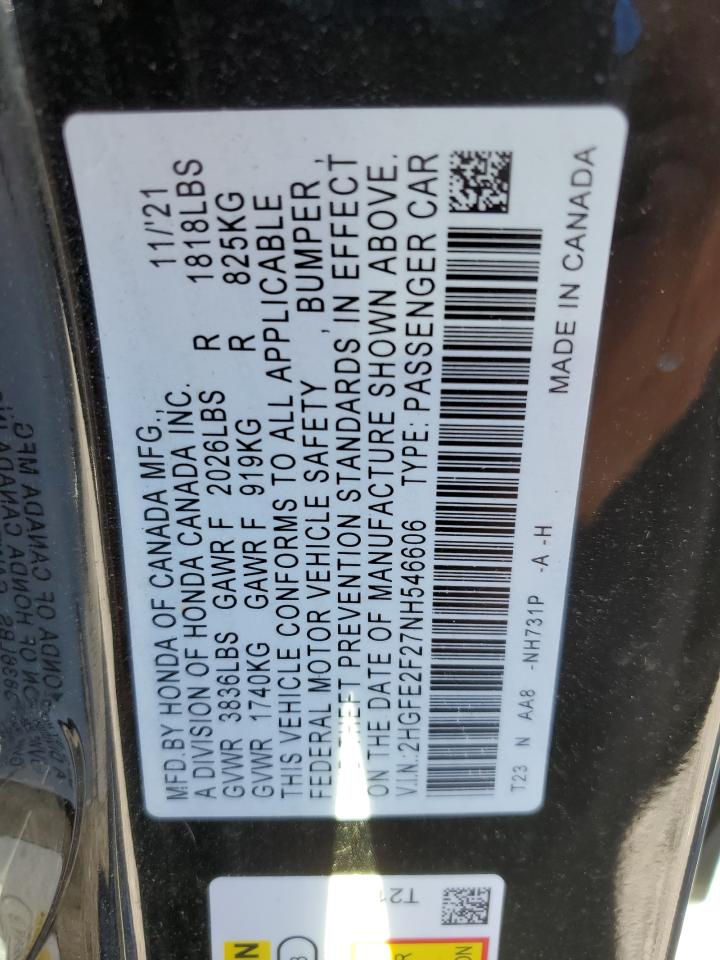 MFD.BY HONDA OF CANADA MFG., 11/'21
A DIVISION OF HONDA CANADA INC.
GVWR 3836LBS GAWR F 2026LBS R 1818LBS
GVWR 1740KG GAWR F 919KG R 825KG
THIS VEHICLE CONFORMS TO ALL APPLICABLE
FEDERAL MOTOR VEHICLE SAFETY , BUMPER ,
PREVENTION STANDARDS IN EFFECT
ON THE DATE OF MANUFACTURE SHOWN ABOVE.
V.I.N.:2HGFE2F27NH546606 TYPE: PASSENGER CAR
T23 N AA8 -NH731P -A -H
MADE IN CANADA
T21